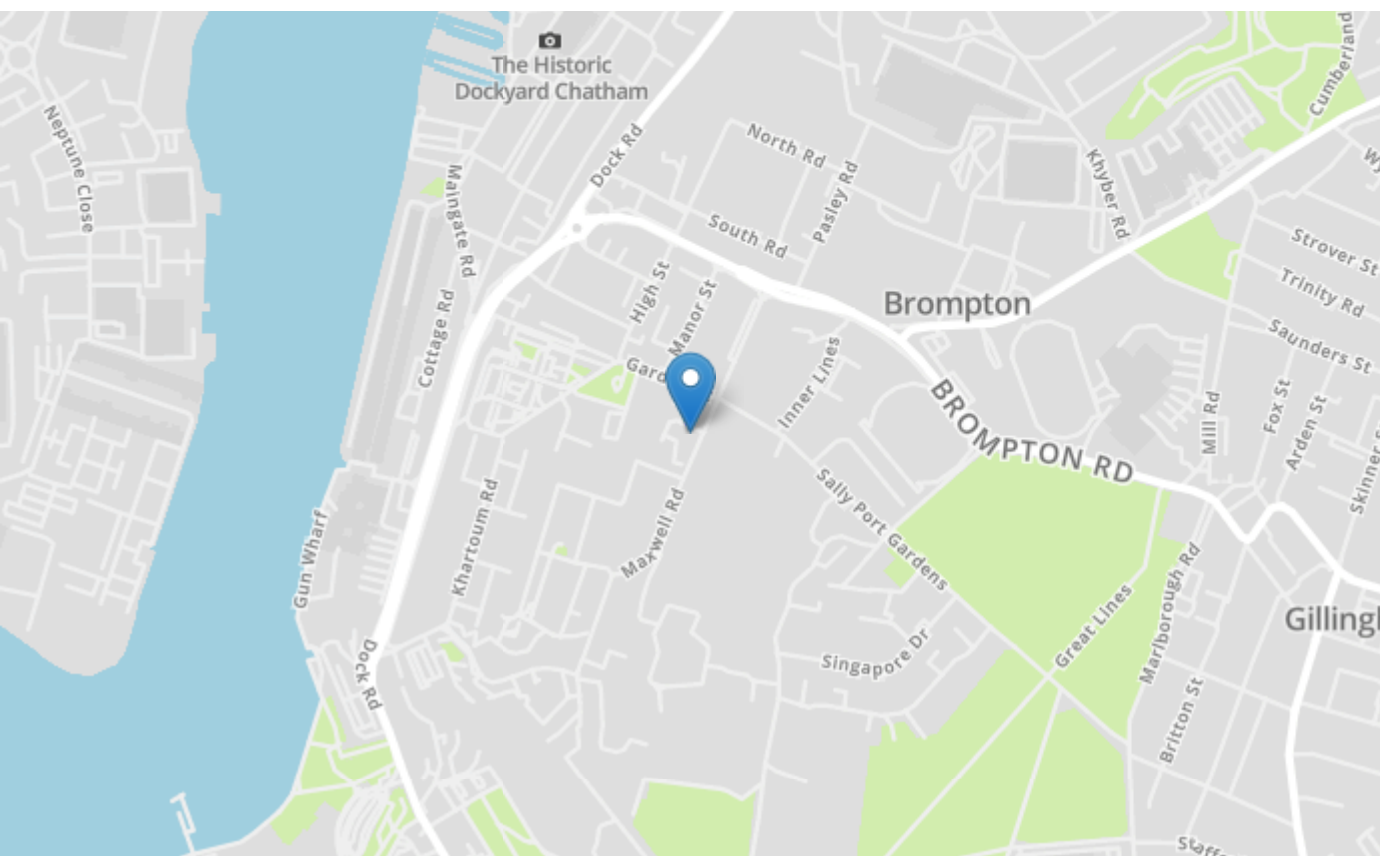 The Historic
Dockyard Chatham
Cumberland
Neptune Close
Dock Rd
North Rd
Khyber Rd
Maingate Rd
Pasley Rd
South Rd
Strover St
Trinity Rd
High St
Manor St
Brompton
Cottage Rd
Saunders St
Gard
Inner Lines
BROMPTON RD
Mill Rd
Fox St
Arden St
Skinner
Sally Port Gardens
Khartoum Rd
Maxwell Rd
Gun Wharf
Great Lines
Marlborough Rd
Gillingh
Dock Rd
Singapore Dr
Britton St